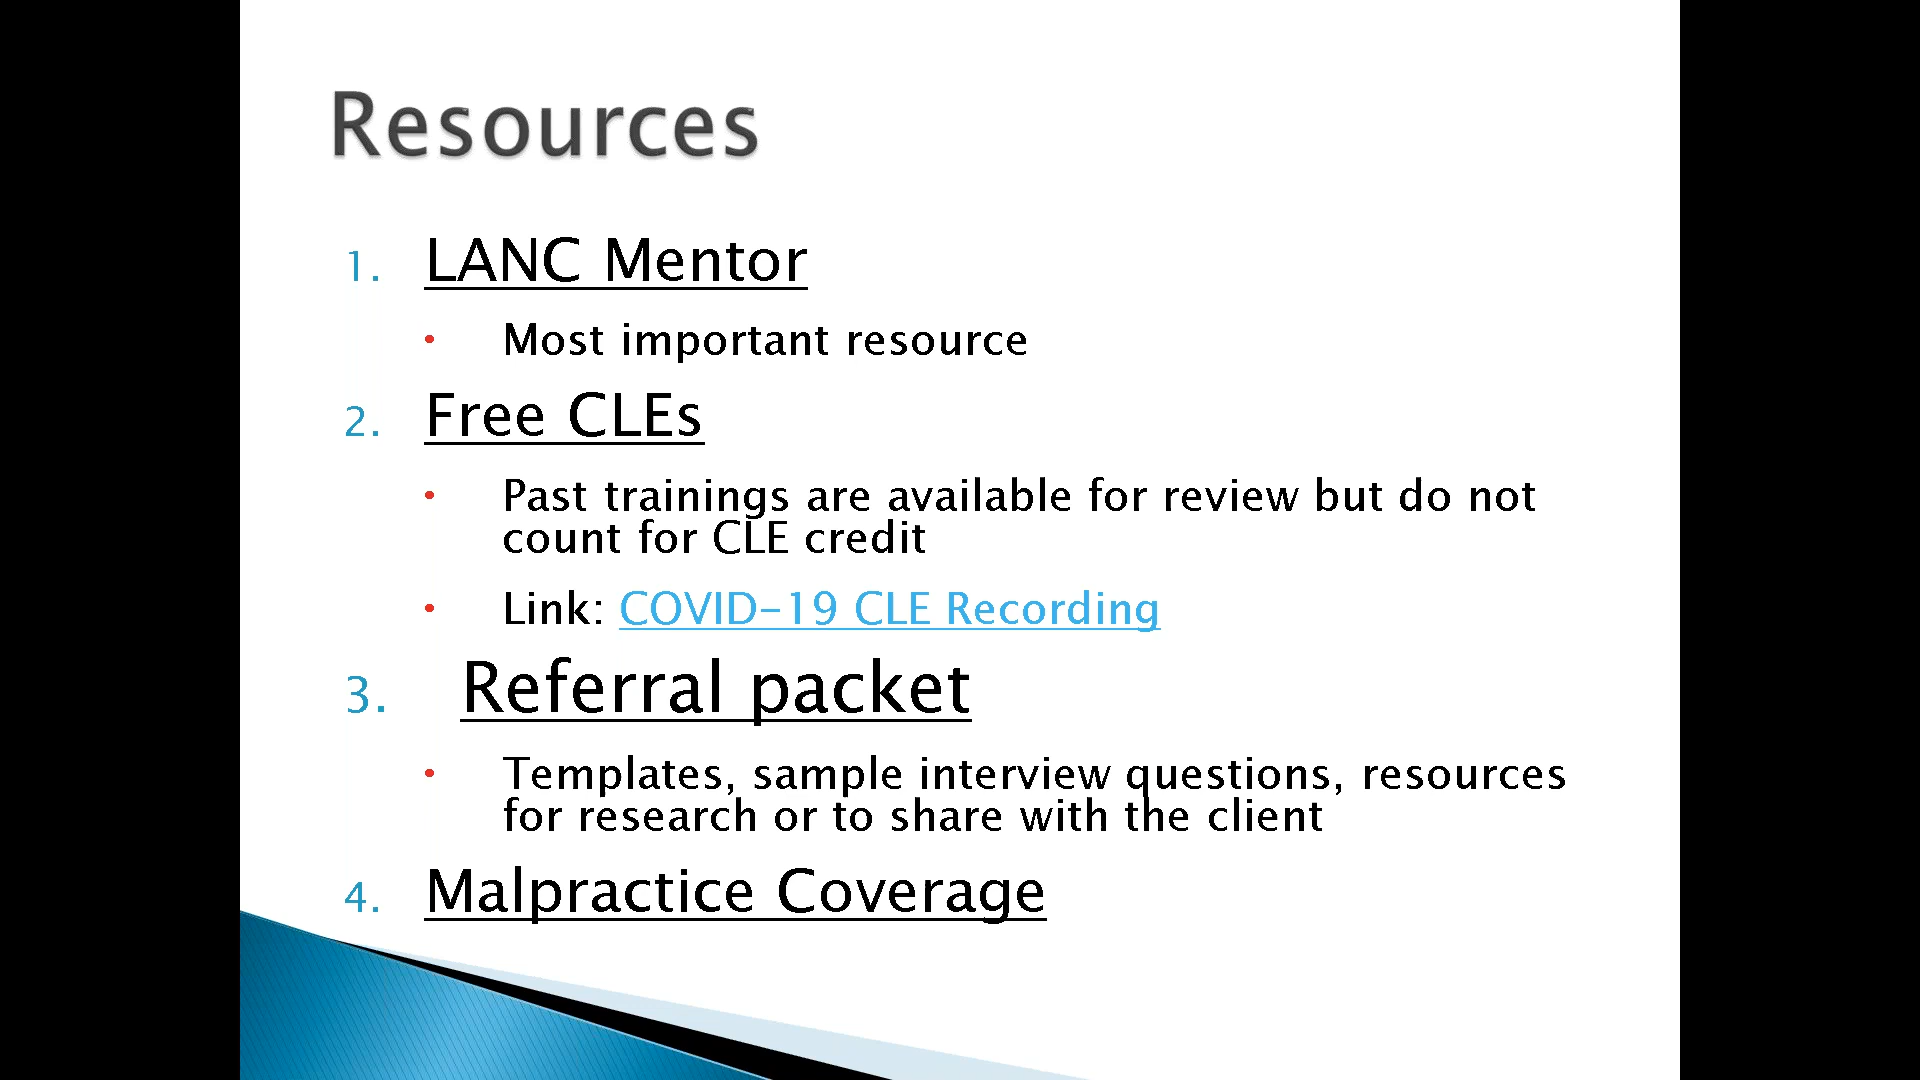 Resources
1. LANC Mentor
• Most important resource
2. Free CLEs
• Past trainings are available for review but do not
count for CLE credit
• Link: COVID-19 CLE Recording
3. Referral packet
• Templates, sample interview questions, resources
for research or to share with the client
4. Malpractice Coverage